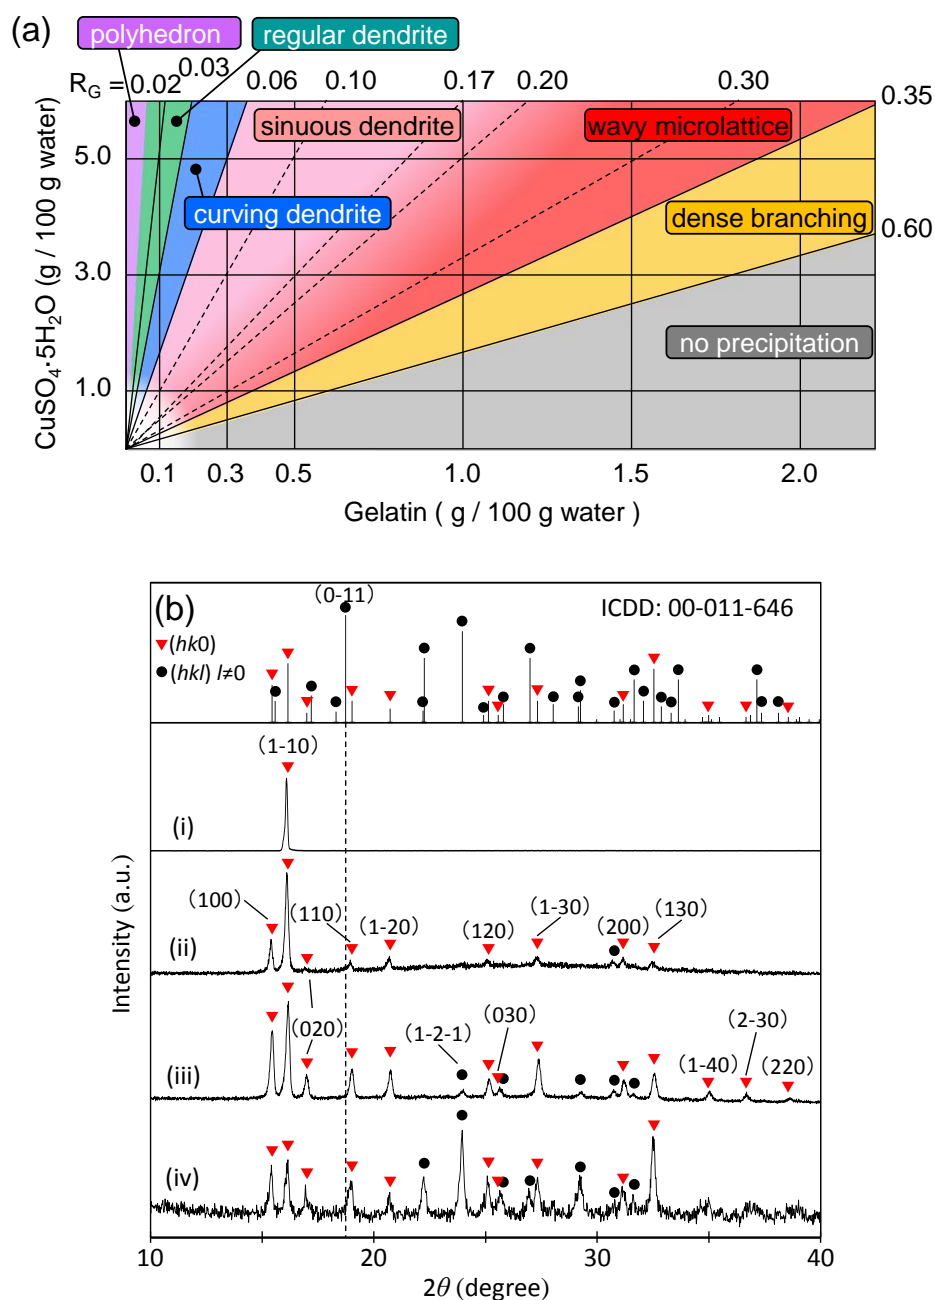 (a)
polyhedron
regular dendrite
R_G = 0.02 0.03 0.06 0.10 0.17 0.20 0.30 0.35
sinuous dendrite
wavy microlattice
5.0
curving dendrite
dense branching
0.60
3.0
no precipitation
1.0
CuSO₄·5H₂O (g / 100 g water)
0.1 0.3 0.5 1.0 1.5 2.0
Gelatin ( g / 100 g water )
(b)
(0-11)
ICDD: 00-011-646
(hk0)
(hkl) l≠0
(1-10)
(i)
(100)
(110)
(1-20)
(120)
(1-30)
(200)
(130)
(ii)
(020)
(1-2-1)
(030)
(2-30)
(1-40)
(220)
(iii)
(iv)
Intensity (a.u.)
10 20 30 40
2θ (degree)